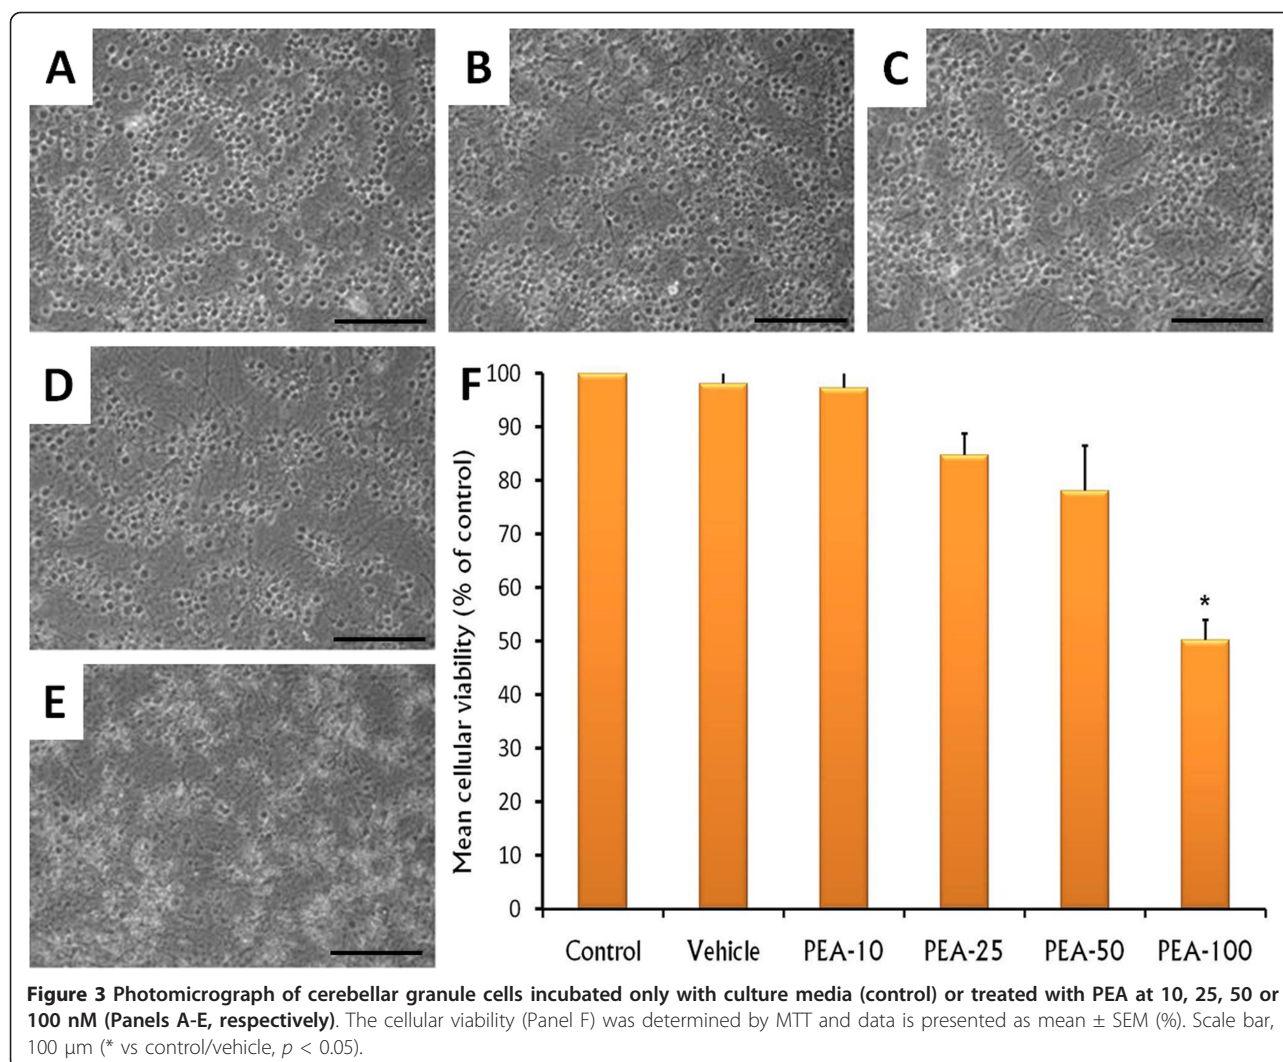 A
B
C
D
E
F
Mean cellular viability (% of control)
100
90
80
70
60
50
40
30
20
10
0
*
Control Vehicle PEA-10 PEA-25 PEA-50 PEA-100
Figure 3 Photomicrograph of cerebellar granule cells incubated only with culture media (control) or treated with PEA at 10, 25, 50 or
100 nM (Panels A-E, respectively). The cellular viability (Panel F) was determined by MTT and data is presented as mean ± SEM (%). Scale bar,
100 μm (* vs control/vehicle, p < 0.05).